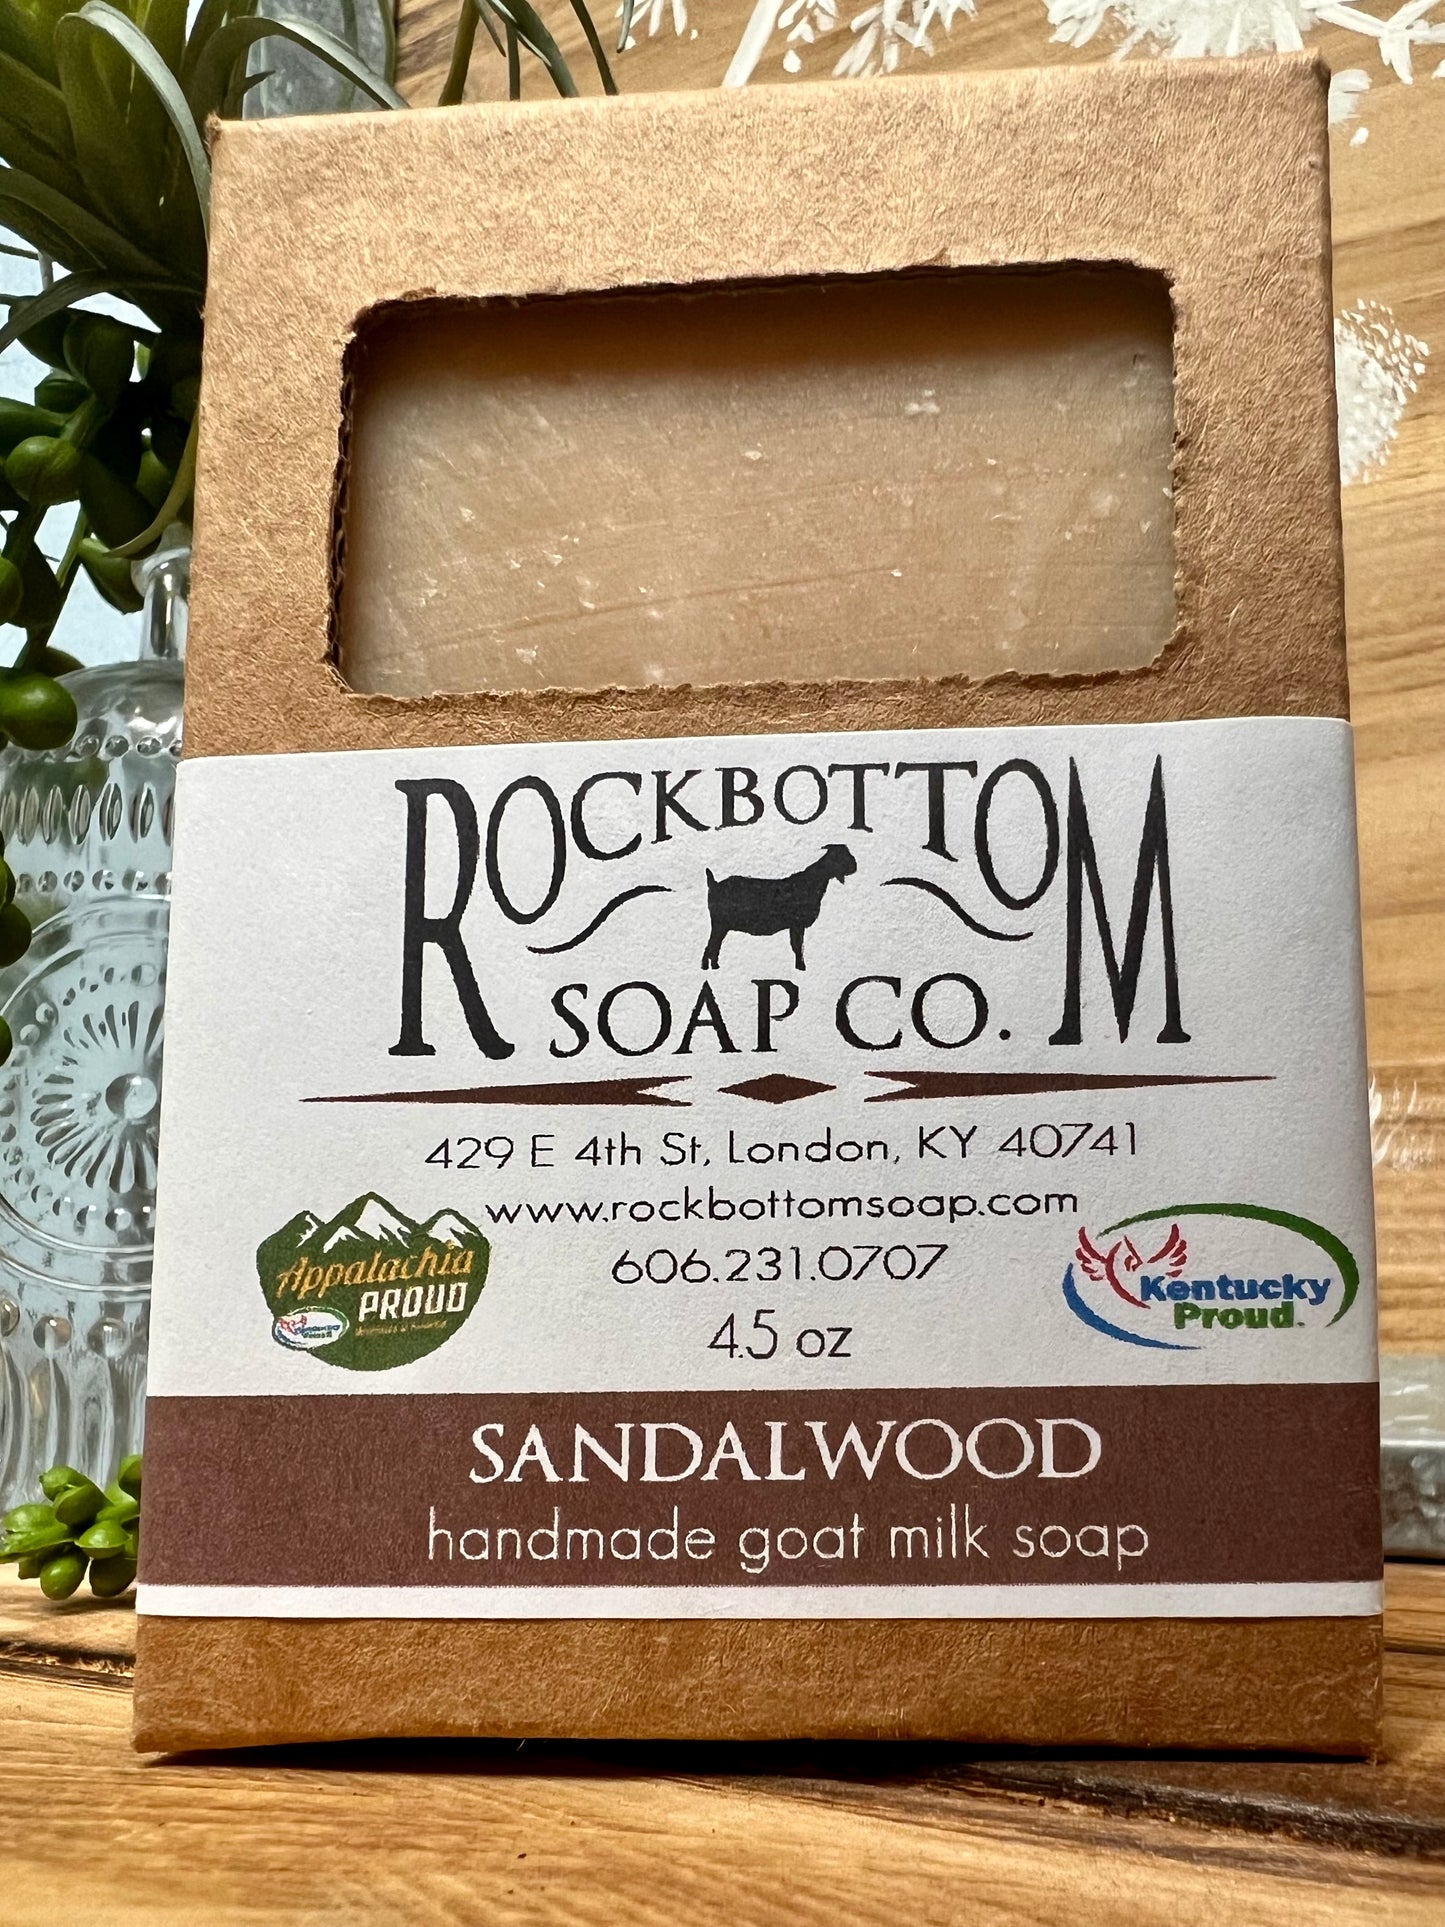 ROCKBOTTOM
SOAP CO.
429 E 4th St, London, KY 40741
www.rockbottomsoap.com
606.231.0707
4.5 oz
Appalachia
PROUD
Kentucky
Proud.
SANDALWOOD
handmade goat milk soap